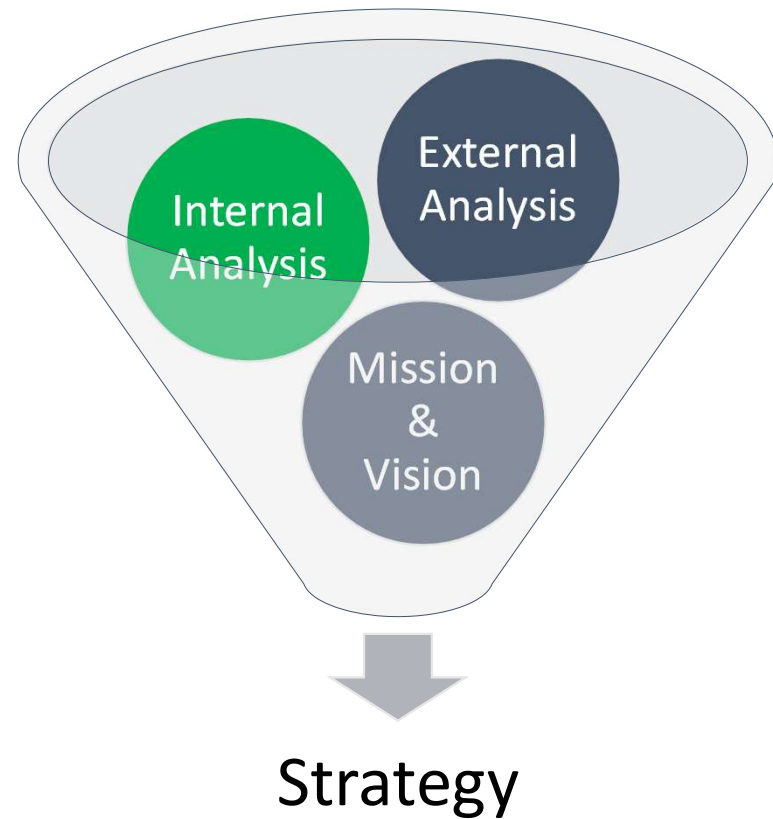 Internal
Analysis
External
Analysis
Mission
&
Vision
Strategy